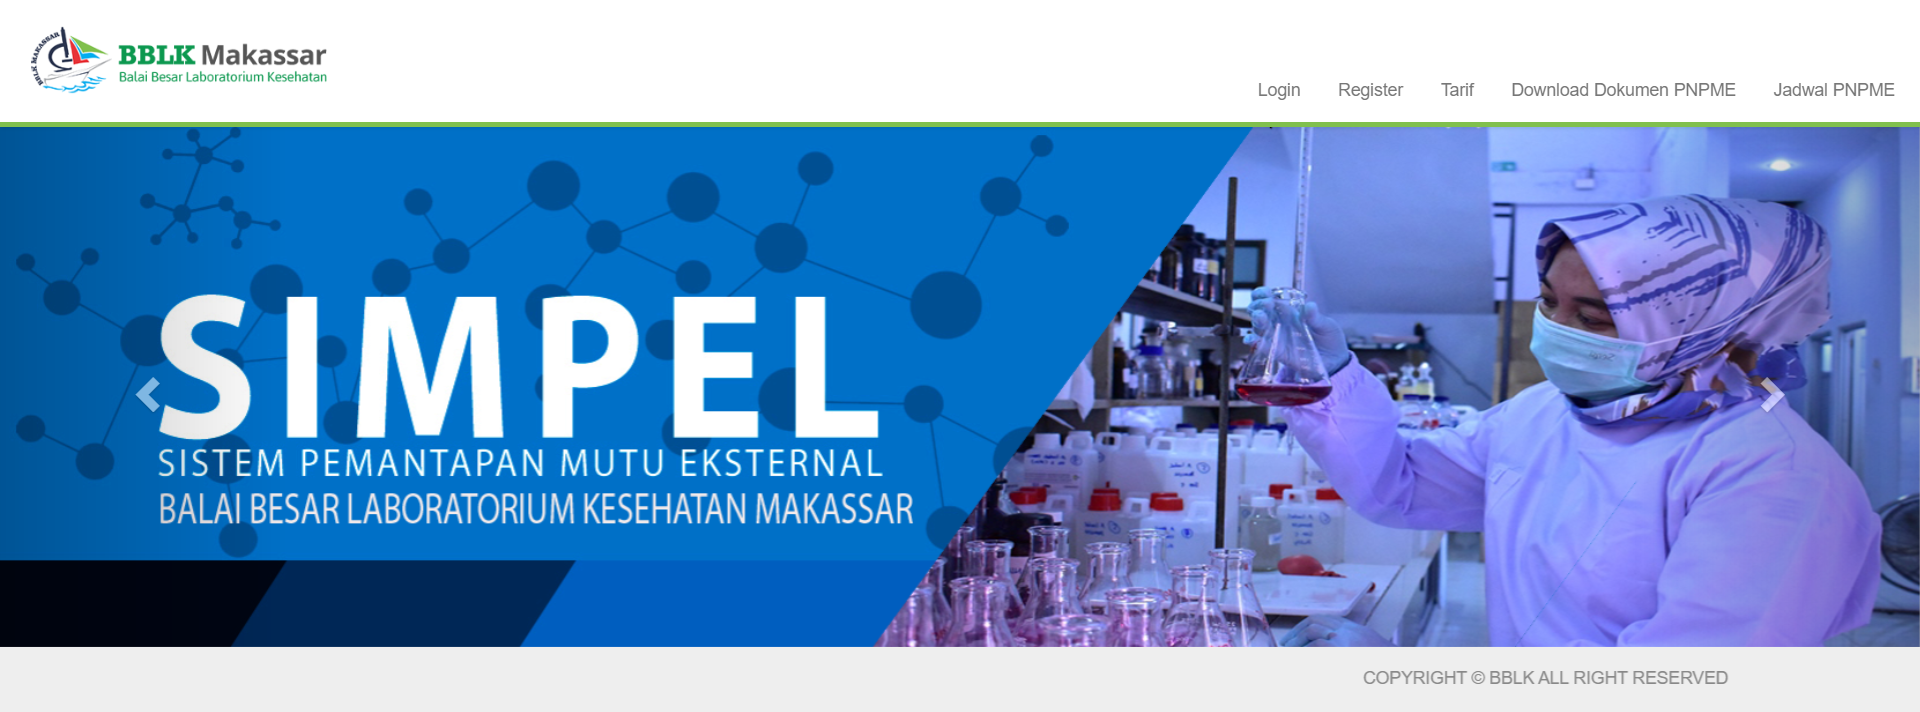 BBLK MAKASSAR
BBLK Makassar
Balai Besar Laboratorium Kesehatan
Login
Register
Tarif
Download Dokumen PNPME
Jadwal PNPME
SIMPEL
SISTEM PEMANTAPAN MUTU EKSTERNAL
BALAI BESAR LABORATORIUM KESEHATAN MAKASSAR
COPYRIGHT © BBLK ALL RIGHT RESERVED